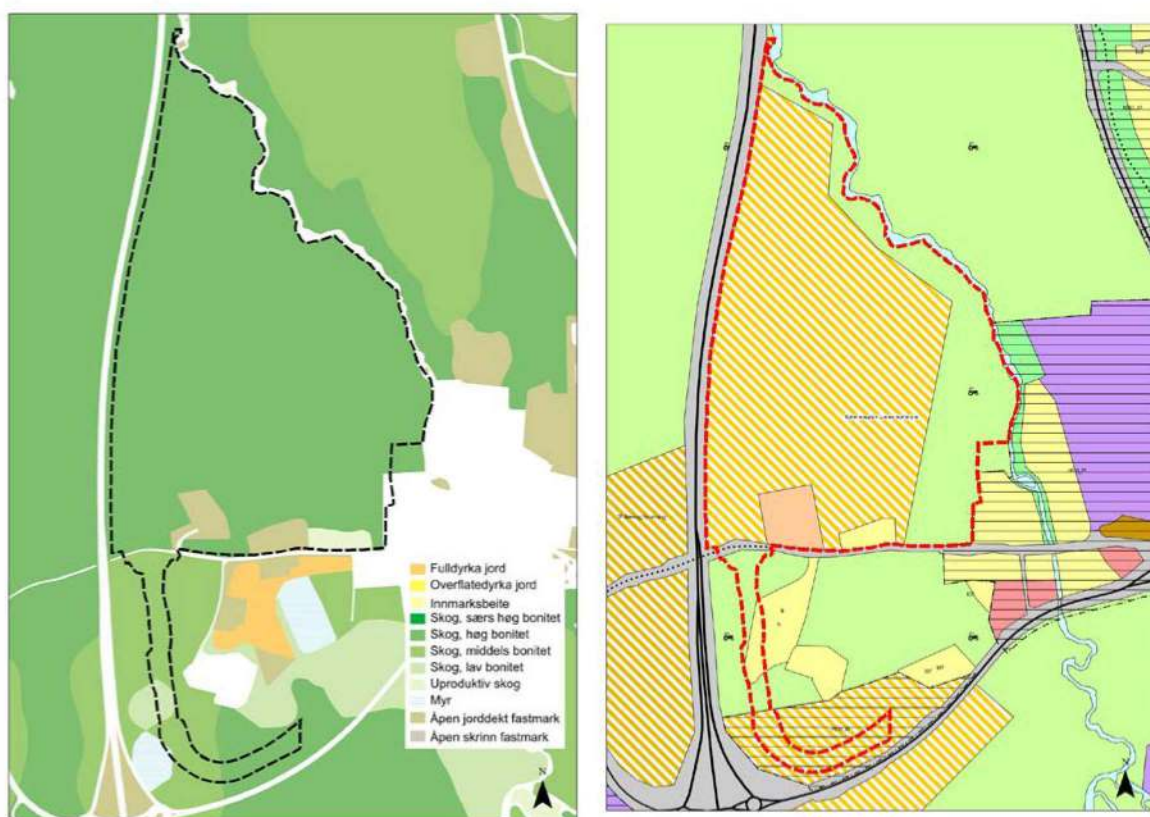 Fulldyrka jord
Overflatedyrka jord
Innmarksbeite
Skog, særs høg bonitet
Skog, høg bonitet
Skog, middels bonitet
Skog, lav bonitet
Uproduktiv skog
Myr
Åpen jorddekt fastmark
Åpen skrinn fastmark
N
N